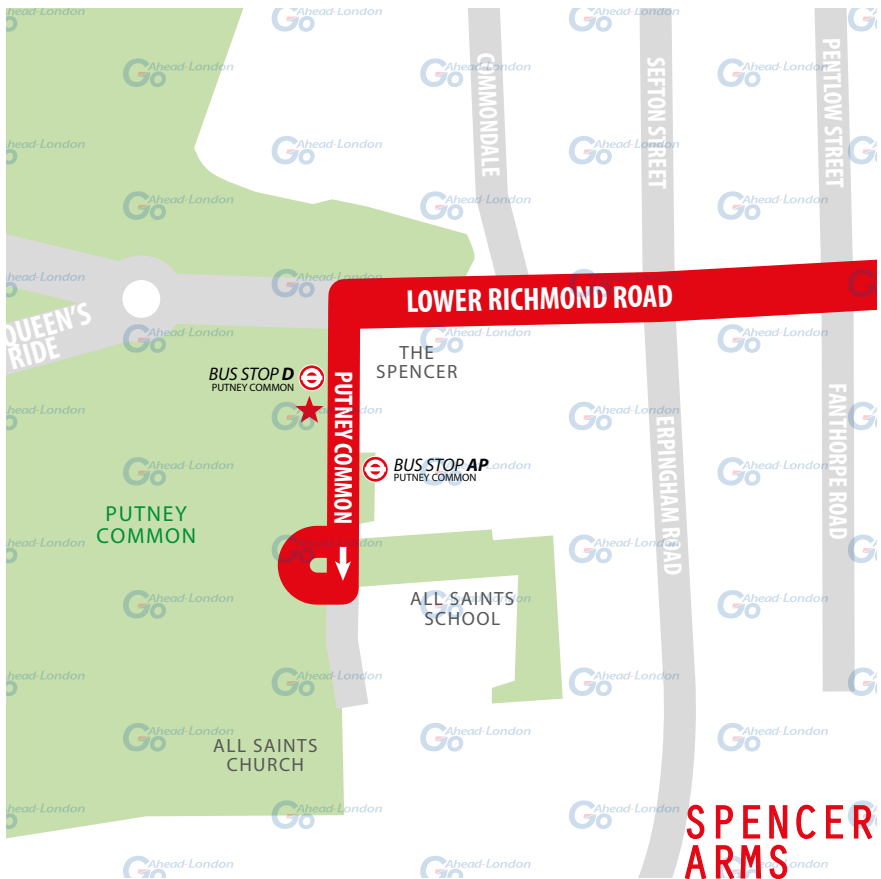 COMMONDALE
SEFTON STREET
PENTLOW STREET
QUEEN'S
RIDE
LOWER RICHMOND ROAD
THE
SPENCER
BUS STOP D
PUTNEY COMMON
PUTNEY COMMON
BUS STOP AP
PUTNEY COMMON
ERPINGHAM ROAD
FANTHORPE ROAD
PUTNEY
COMMON
ALL SAINTS
SCHOOL
ALL SAINTS
CHURCH
SPENCER
ARMS
Go Ahead-London